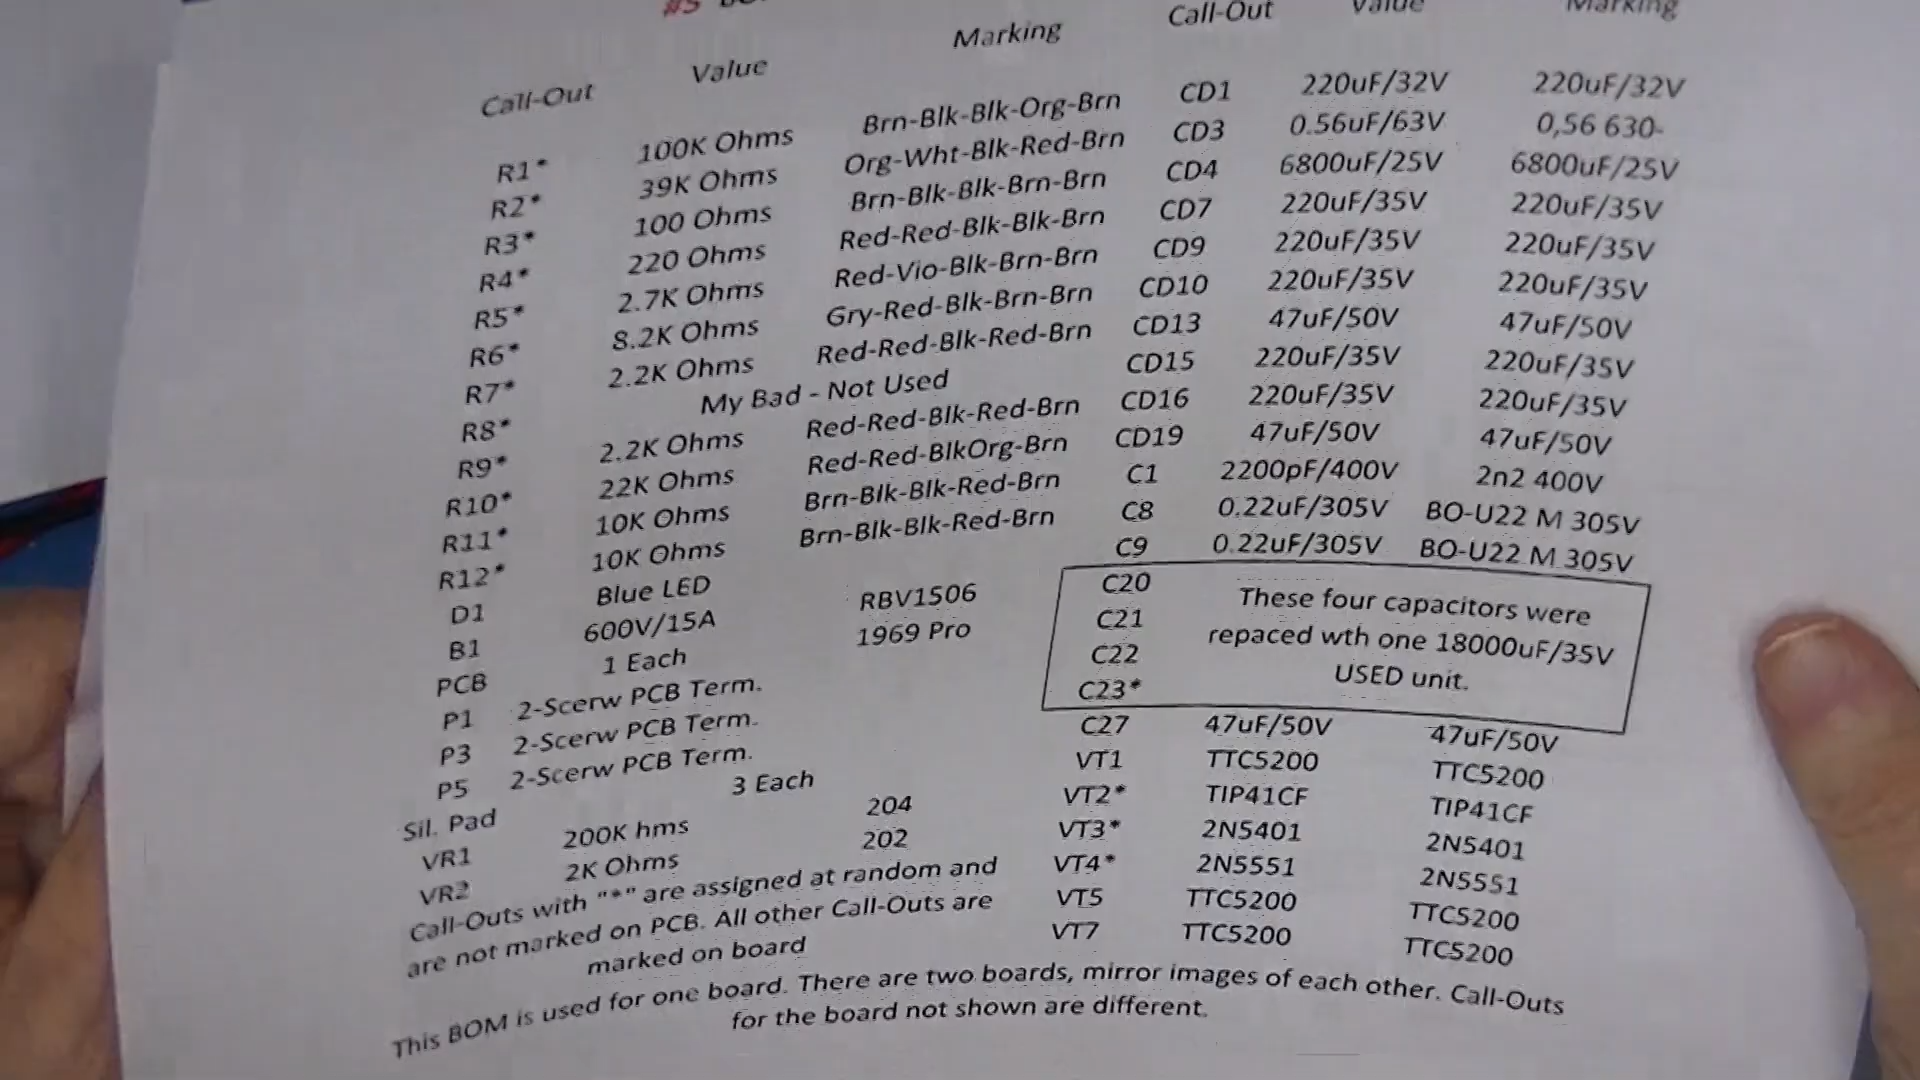 #5
Call-Out Value Marking
R1* 100K Ohms Brn-Blk-Blk-Org-Brn
R2* 39K Ohms Org-Wht-Blk-Red-Brn
R3* 100 Ohms Brn-Blk-Blk-Brn-Brn
R4* 220 Ohms Red-Red-Blk-Blk-Brn
R5* 2.7K Ohms Red-Vio-Blk-Brn-Brn
R6* 8.2K Ohms Gry-Red-Blk-Brn-Brn
R7* 2.2K Ohms Red-Red-Blk-Red-Brn
R8* My Bad - Not Used
R9* 2.2K Ohms Red-Red-Blk-Red-Brn
R10* 22K Ohms Red-Red-BlkOrg-Brn
R11* 10K Ohms Brn-Blk-Blk-Red-Brn
R12* 10K Ohms Brn-Blk-Blk-Red-Brn
D1 Blue LED
B1 600V/15A RBV1506
PCB 1 Each 1969 Pro
P1 2-Scerw PCB Term.
P3 2-Scerw PCB Term.
P5 2-Scerw PCB Term.
Sil. Pad 3 Each
VR1 200K hms 204
VR2 2K Ohms 202
Call-Outs with "*" are assigned at random and
are not marked on PCB. All other Call-Outs are
marked on board
Call-Out Value Marking
CD1 220uF/32V 220uF/32V
CD3 0.56uF/63V 0,56 630-
CD4 6800uF/25V 6800uF/25V
CD7 220uF/35V 220uF/35V
CD9 220uF/35V 220uF/35V
CD10 220uF/35V 220uF/35V
CD13 47uF/50V 47uF/50V
CD15 220uF/35V 220uF/35V
CD16 220uF/35V 220uF/35V
CD19 47uF/50V 47uF/50V
C1 2200pF/400V 2n2 400V
C8 0.22uF/305V BO-U22 M 305V
C9 0.22uF/305V BO-U22 M 305V
C20
C21
C22
C23*
These four capacitors were
repaced wth one 18000uF/35V
USED unit.
C27 47uF/50V 47uF/50V
VT1 TTC5200 TTC5200
VT2* TIP41CF TIP41CF
VT3* 2N5401 2N5401
VT4* 2N5551 2N5551
VT5 TTC5200 TTC5200
VT7 TTC5200 TTC5200
This BOM is used for one board. There are two boards, mirror images of each other. Call-Outs
for the board not shown are different.